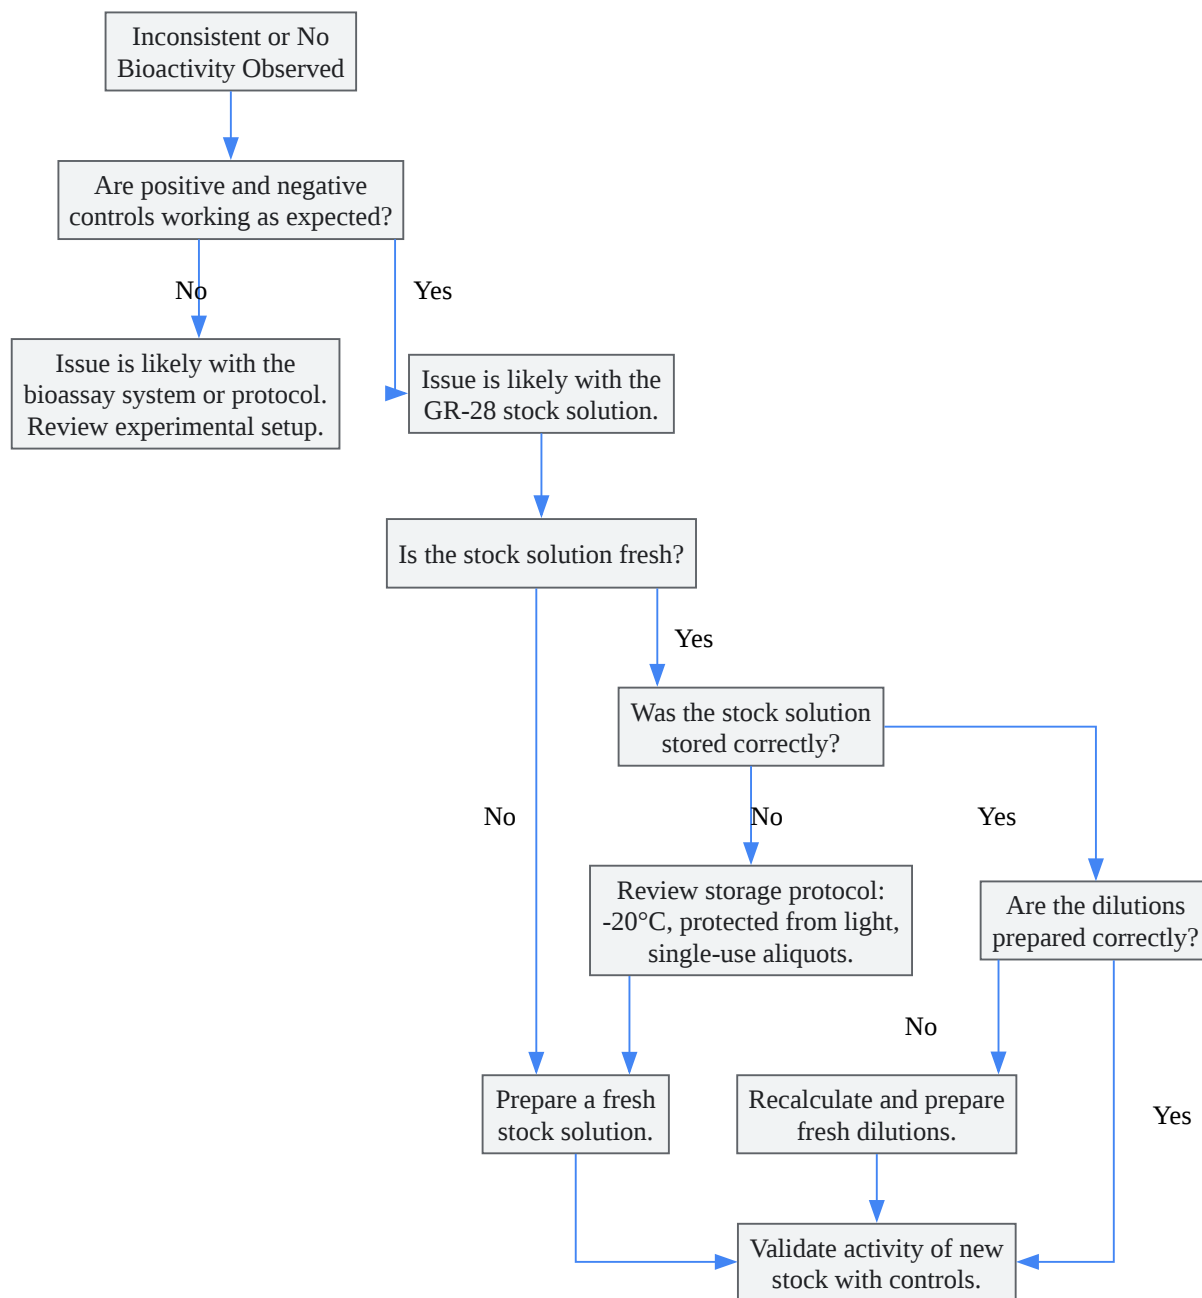 Inconsistent or No
Bioactivity Observed
Are positive and negative
controls working as expected?
No
Yes
Issue is likely with the
bioassay system or protocol.
Review experimental setup.
Issue is likely with the
GR-28 stock solution.
Is the stock solution fresh?
Yes
Was the stock solution
stored correctly?
No
No
Yes
Review storage protocol:
-20°C, protected from light,
single-use aliquots.
Are the dilutions
prepared correctly?
No
Prepare a fresh
stock solution.
Recalculate and prepare
fresh dilutions.
Yes
Validate activity of new
stock with controls.